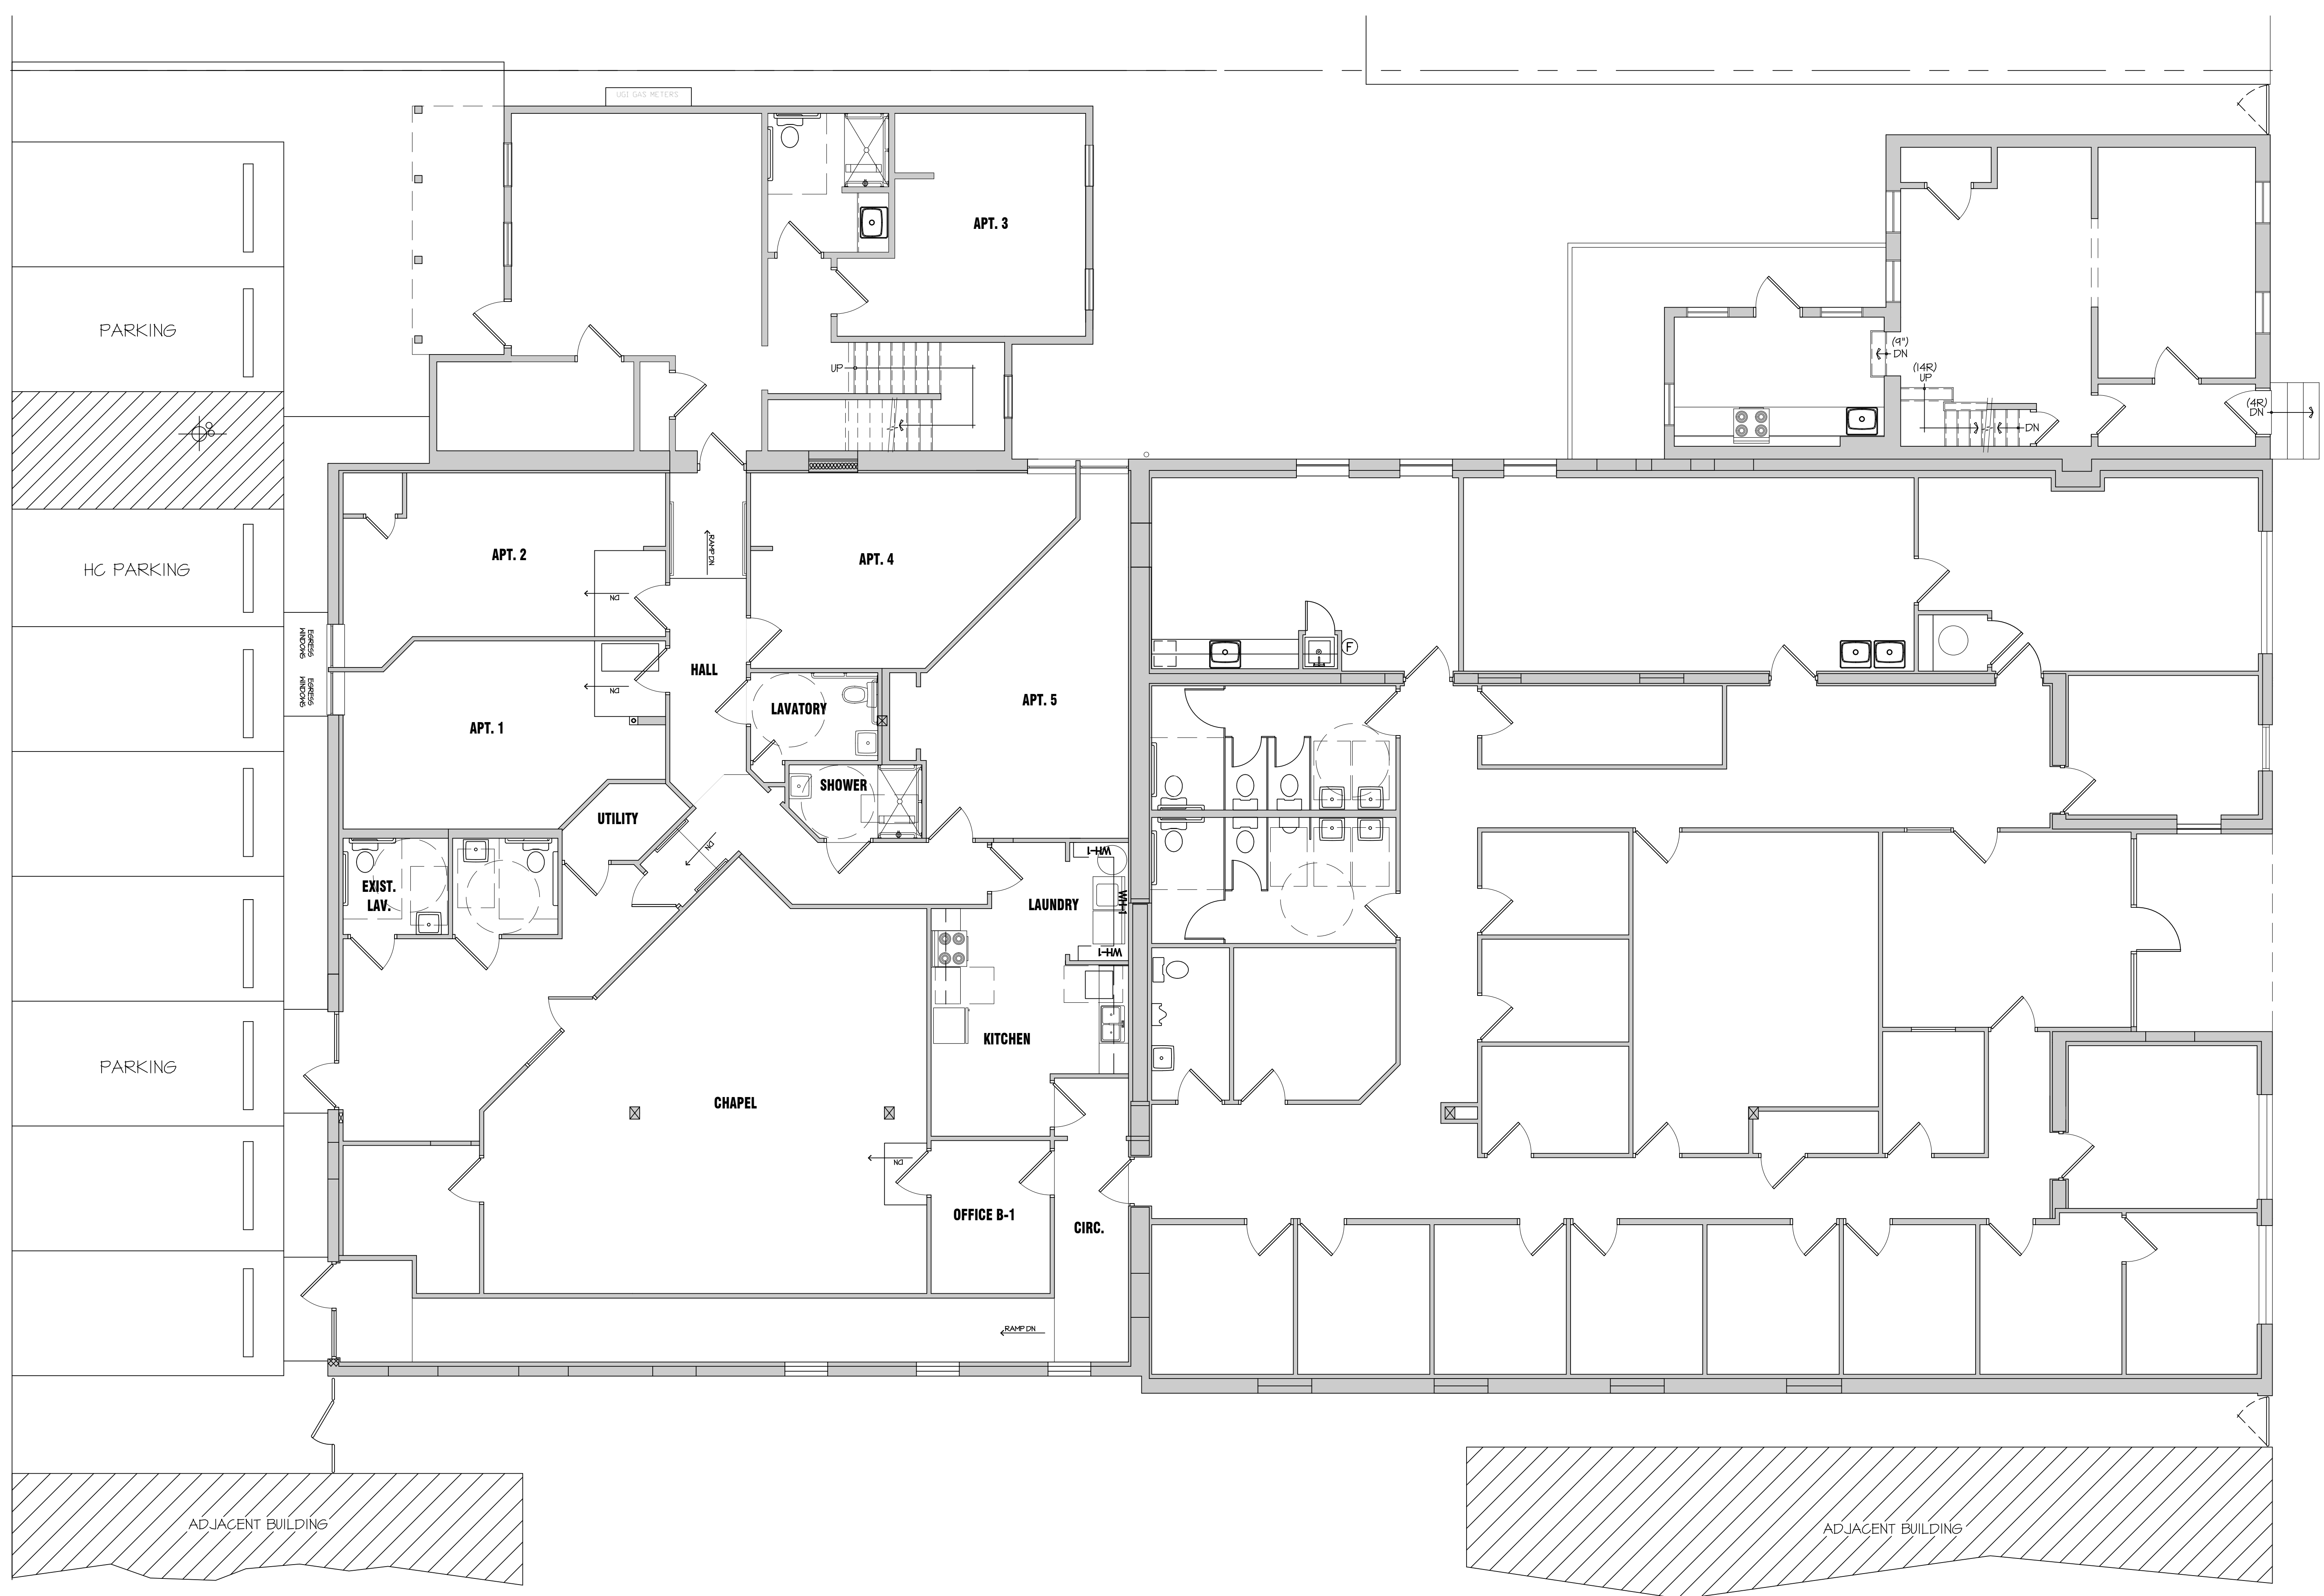 UGI GAS METERS
APT. 3
PARKING
UP
(9")
DN
(14R)
UP
(4R)
DN
DN
APT. 2
APT. 4
RAMP DN
HC PARKING
DN
EGRESS
WINDOWS
HALL
F
EGRESS
WINDOWS
DN
APT. 5
LAVATORY
APT. 1
SHOWER
UTILITY
DN
WH-1
EXIST.
LAV.
LAUNDRY
WH-1
WH-1
KITCHEN
PARKING
CHAPEL
DN
OFFICE B-1
CIRC.
RAMP DN
ADJACENT BUILDING
ADJACENT BUILDING